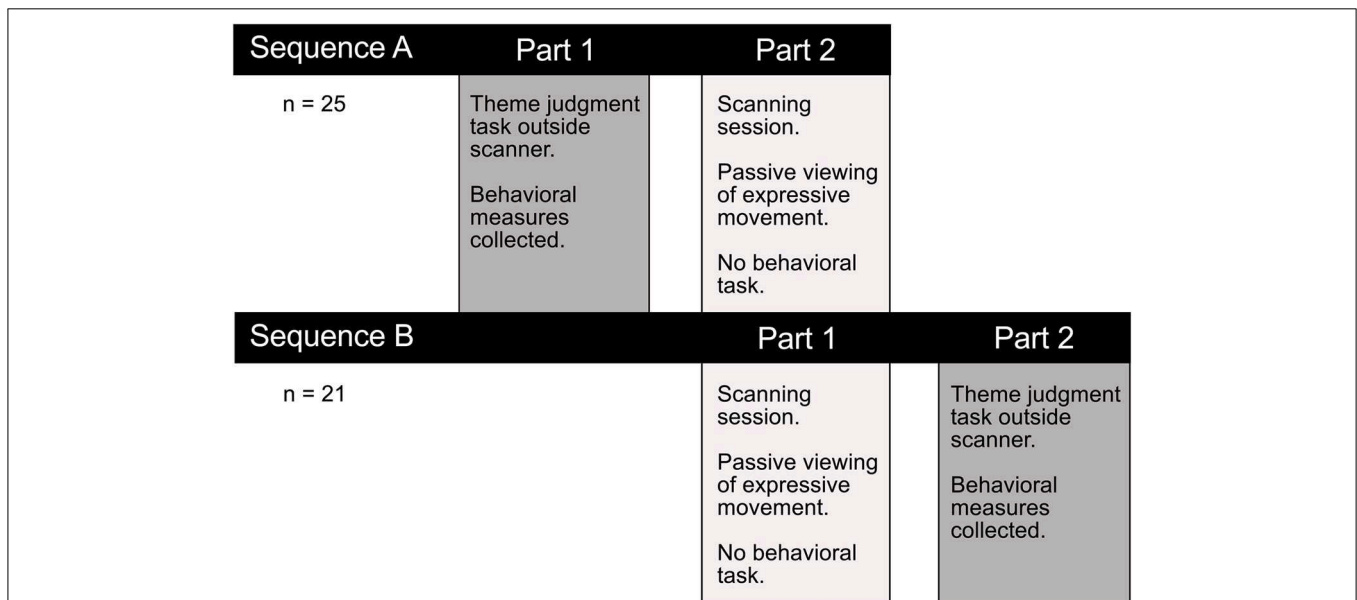 Sequence A Part 1 Part 2
n = 25
Theme judgment
task outside
scanner.
Behavioral
measures
collected.
Scanning
session.
Passive viewing
of expressive
movement.
No behavioral
task.
Sequence B Part 1 Part 2
n = 21
Scanning
session.
Passive viewing
of expressive
movement.
No behavioral
task.
Theme judgment
task outside
scanner.
Behavioral
measures
collected.